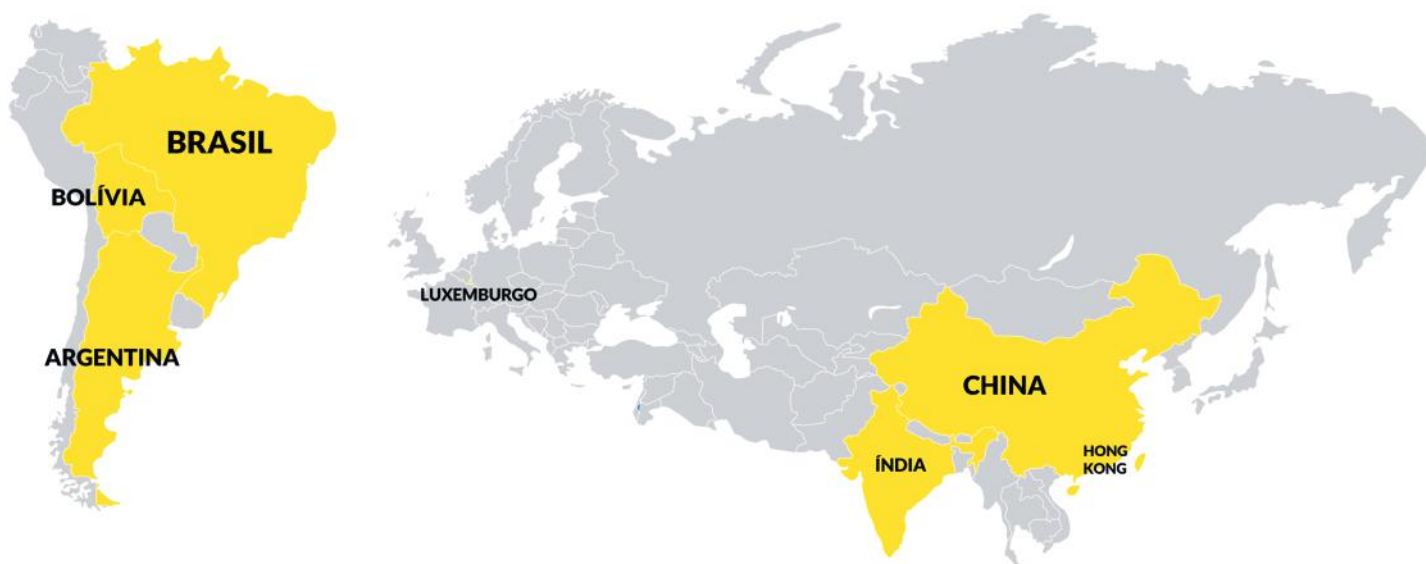 BRASIL
BOLÍVIA
ARGENTINA
LUXEMBURGO
CHINA
ÍNDIA
HONG
KONG